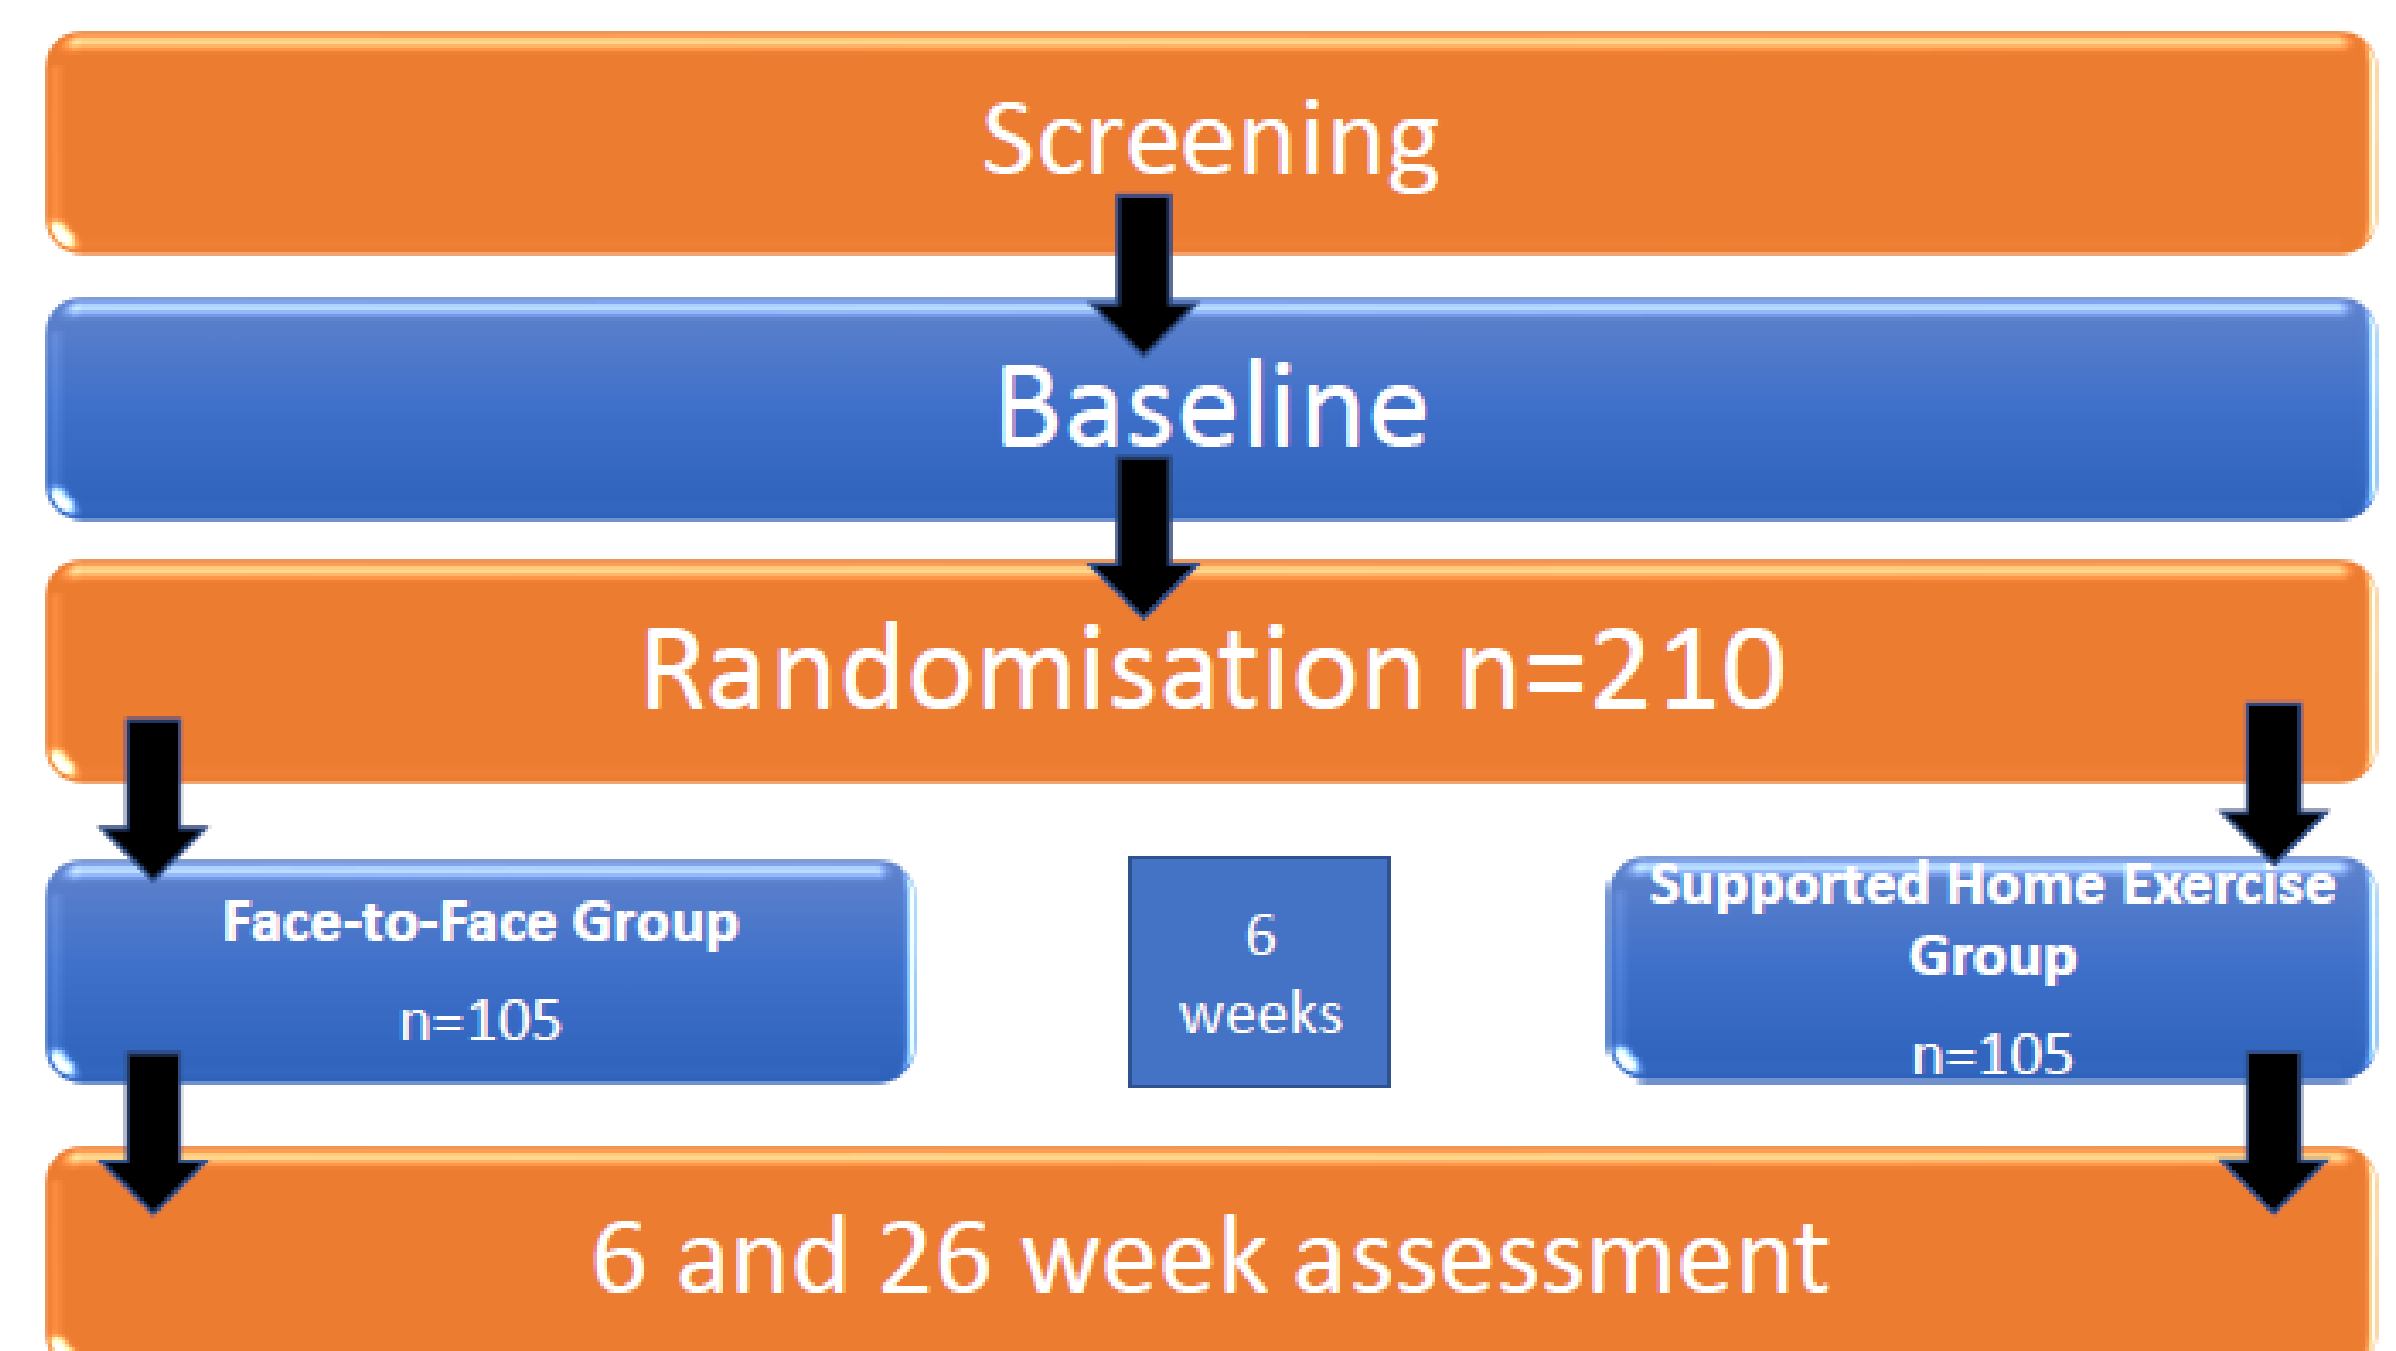 Screening
Baseline
Randomisation n=210
Face-to-Face Group
n=105
6
weeks
Supported Home Exercise
Group
n=105
6 and 26 week assessment